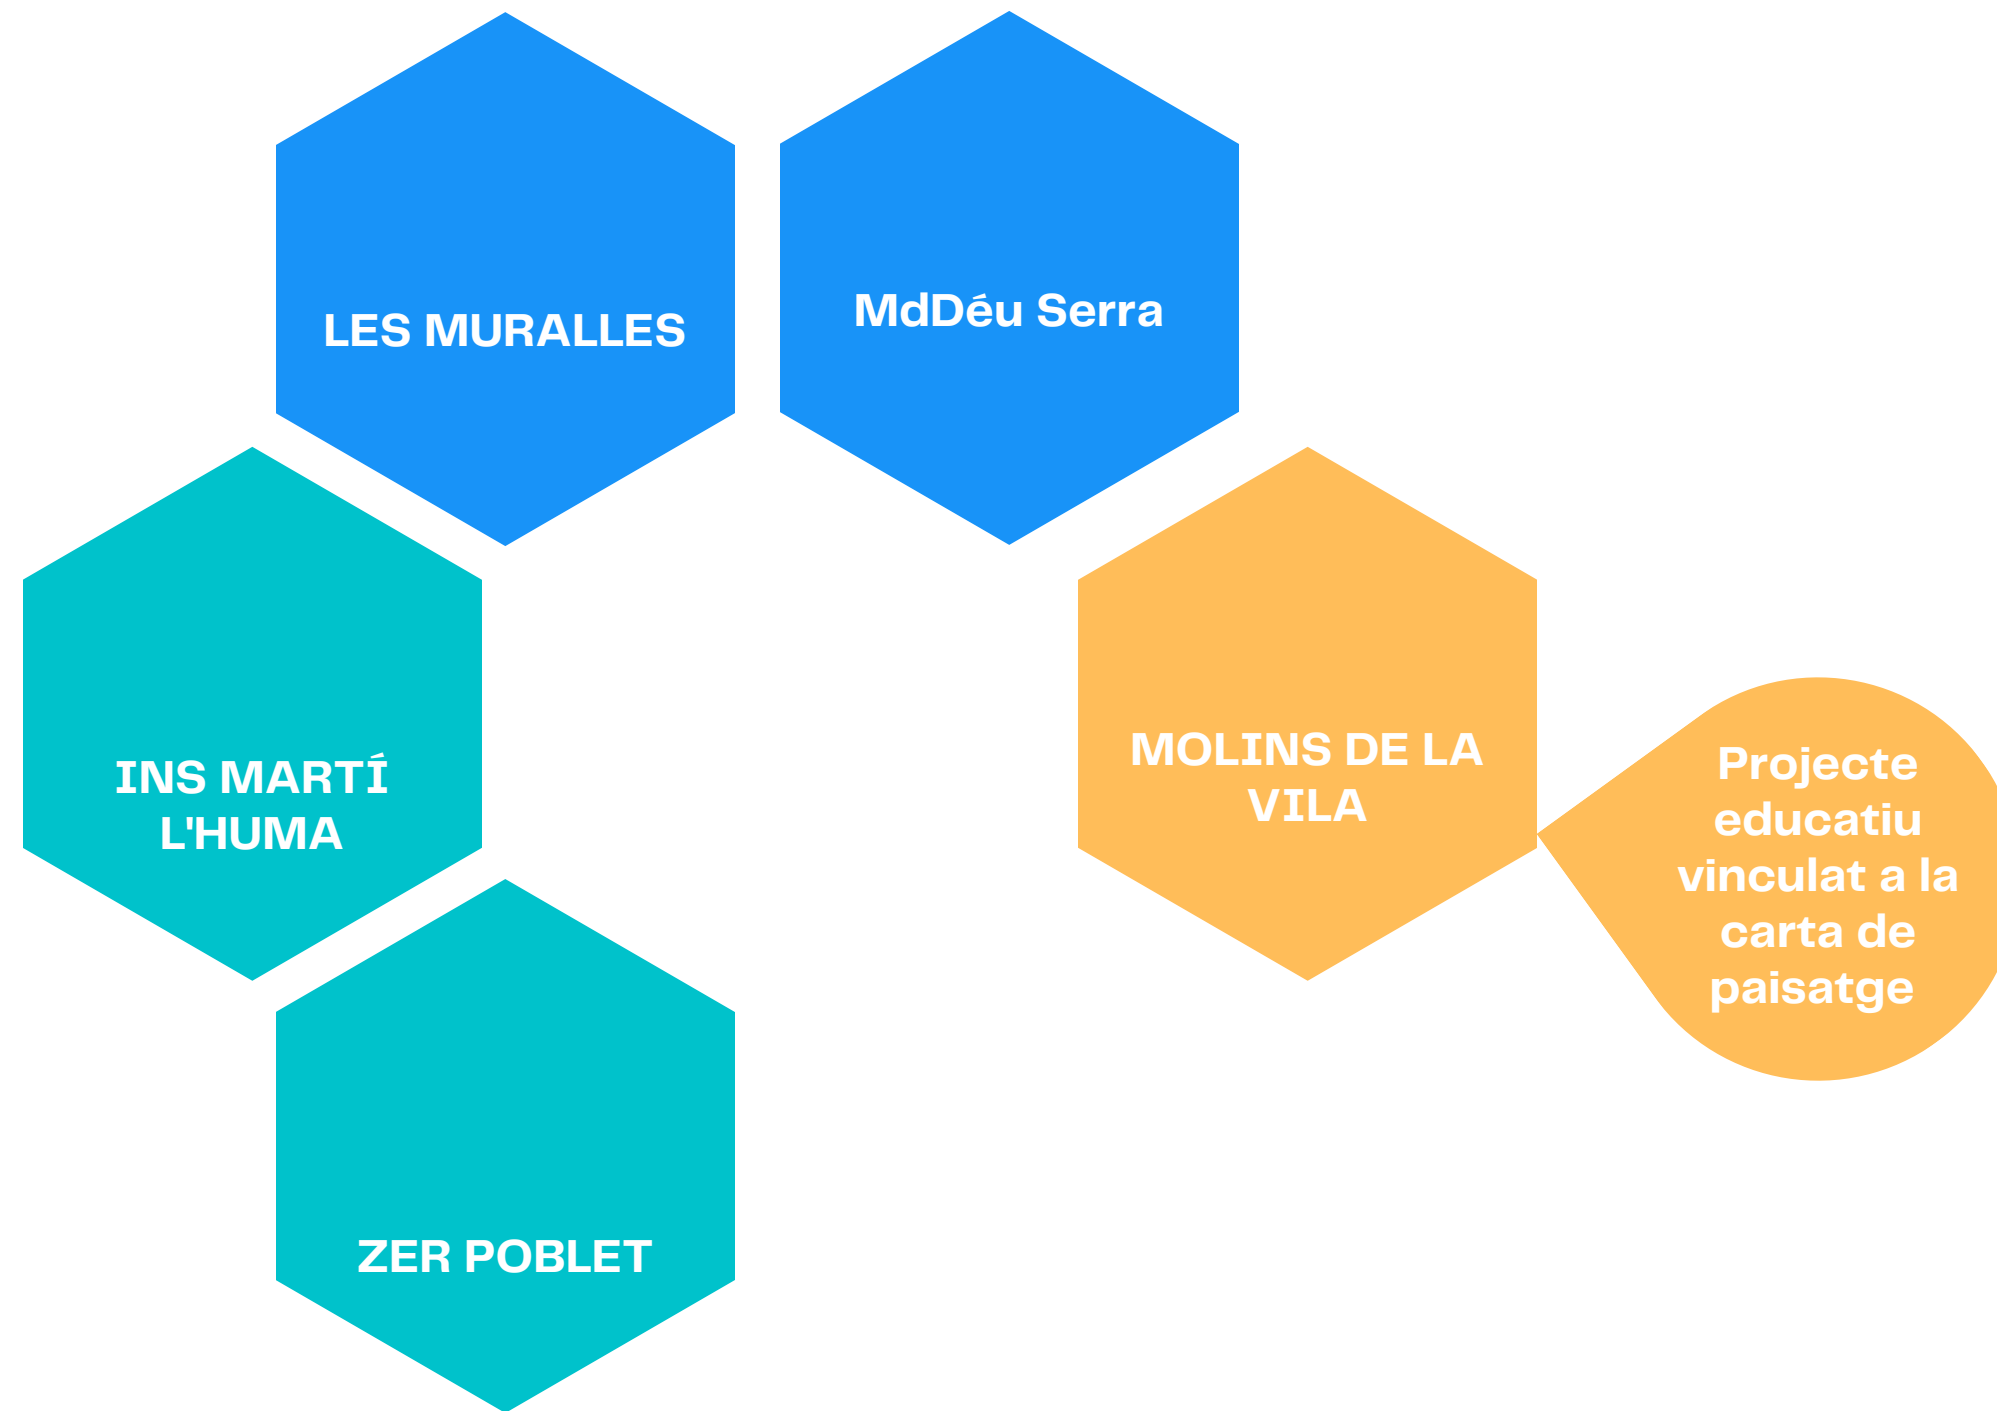 LES MURALLES
MdDéu Serra
INS MARTÍ
L'HUMA
MOLINS DE LA
VILA
Projecte
educatiu
vinculat a la
carta de
paisatge
ZER POBLET